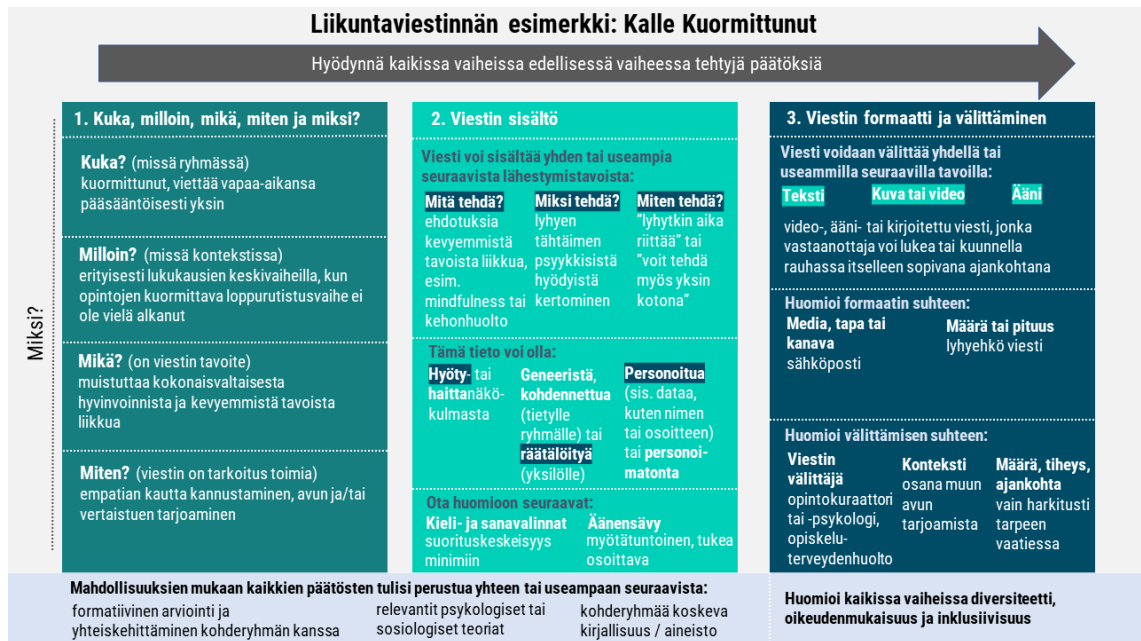 Liikuntaviestinnän esimerkki: Kalle Kuormittunut
Hyödynnä kaikissa vaiheissa edellisessä vaiheessa tehtyjä päätöksiä
Miksi?
1. Kuka, milloin, mikä, miten ja miksi?
Kuka? (missä ryhmässä)
kuormittunut, viettää vapaa-aikansa
pääsääntöisesti yksin
Milloin? (missä kontekstissa)
erityisesti lukukausien keskivaiheilla, kun
opintojen kuormittava loppurutistusvaihe ei
ole vielä alkanut
Mikä? (on viestin tavoite)
muistuttaa kokonaisvaltaisesta
hyvinvoinnista ja kevyemmistä tavoista
liikkua
Miten? (viestin on tarkoitus toimia)
empatian kautta kannustaminen, avun ja/tai
vertaistuen tarjoaminen
2. Viestin sisältö
Viesti voi sisältää yhden tai useampia
seuraavista lähestymistavoista:
Mitä tehdä?
ehdotuksia
kevyemmistä
tavoista liikkua,
esim.
mindfulness tai
kehonhuolto
Miksi tehdä?
lyhyen
tähtäimen
psyykkisistä
hyödyistä
kertominen
Miten tehdä?
"lyhytkin aika
riittää" tai
"voit tehdä
myös yksin
kotona"
Tämä tieto voi olla:
Hyöty- tai
haittanäkö-
kulmasta
Geneeristä,
kohdennettua
(tietylle
ryhmälle) tai
räätälöityä
(yksilölle)
Personoitua
(sis. dataa,
kuten nimen
tai osoitteen)
tai personoi-
matonta
Ota huomioon seuraavat:
Kieli- ja sanavalinnat
suorituskeskeisyys
minimiin
Äänensävy
myötätuntoinen, tukea
osoittava
3. Viestin formaatti ja välittäminen
Viesti voidaan välittää yhdellä tai
useammilla seuraavilla tavoilla:
Teksti
Kuva tai video
Ääni
video-, ääni- tai kirjoitettu viesti, jonka
vastaanottaja voi lukea tai kuunnella
rauhassa itselleen sopivana ajankohtana
Huomioi formaatin suhteen:
Media, tapa tai
kanava
sähköposti
Määrä tai pituus
lyhyehkö viesti
Huomioi välittämisen suhteen:
Viestin
välittäjä
opintokuraattori
tai -psykologi,
opiskelu-
terveydenhuolto
Konteksti
osana muun
avun
tarjoamista
Määrä, tiheys,
ajankohta
vain harkitusti
tarpeen
vaatiessa
Mahdollisuuksien mukaan kaikkien päätösten tulisi perustua yhteen tai useampaan seuraavista:
formatiivinen arviointi ja
yhteiskehittäminen kohderyhmän kanssa
relevantit psykologiset tai
sosiologiset teoriat
kohderyhmää koskeva
kirjallisuus / aineisto
Huomioi kaikissa vaiheissa diversiteetti,
oikeudenmukaisuus ja inklusiivisuus